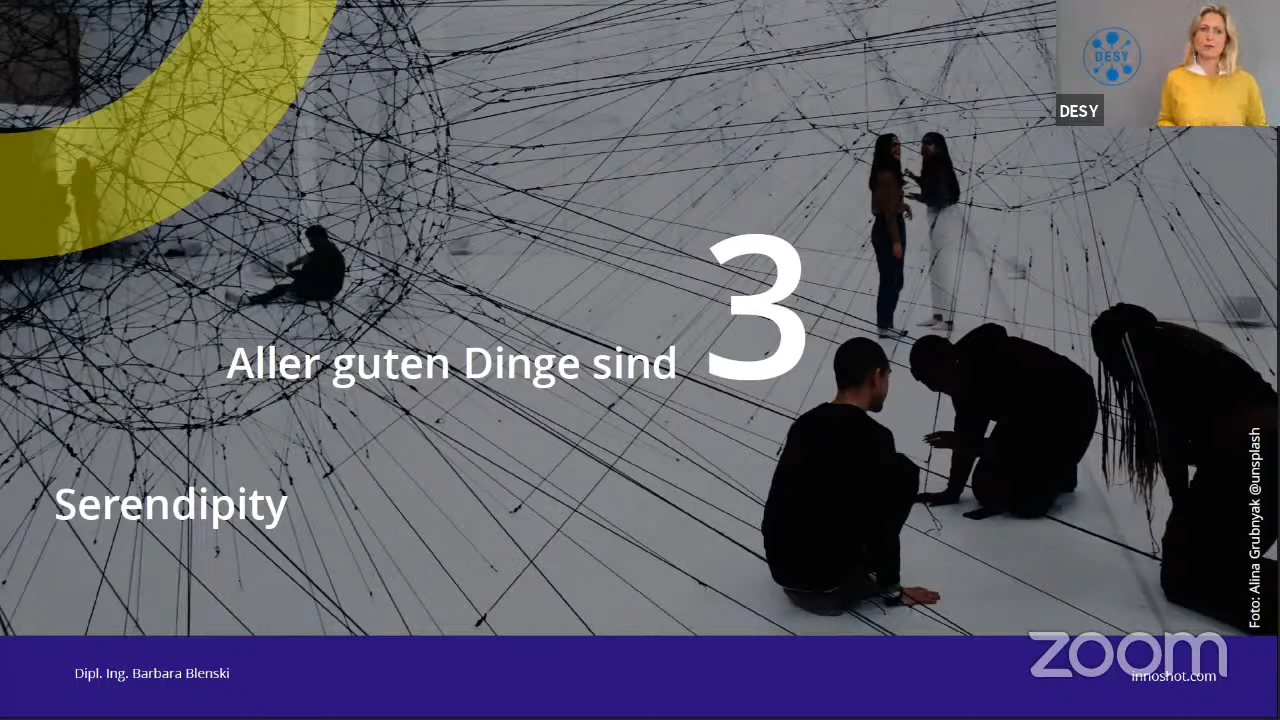 DESY
DESY
Aller guten Dinge sind 3
Serendipity
Foto: Alina Grubnyak @unsplash
Dipl. Ing. Barbara Blenski
zoom
innoshot.com